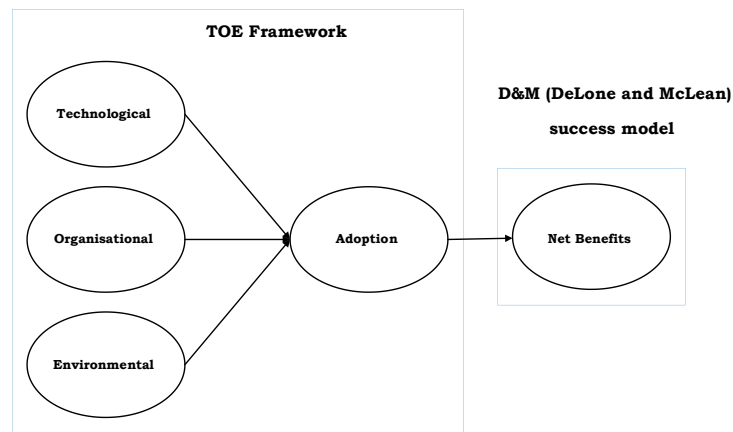 TOE Framework
D&M (DeLone and McLean)
success model
Technological
Organisational
Adoption
Net Benefits
Environmental